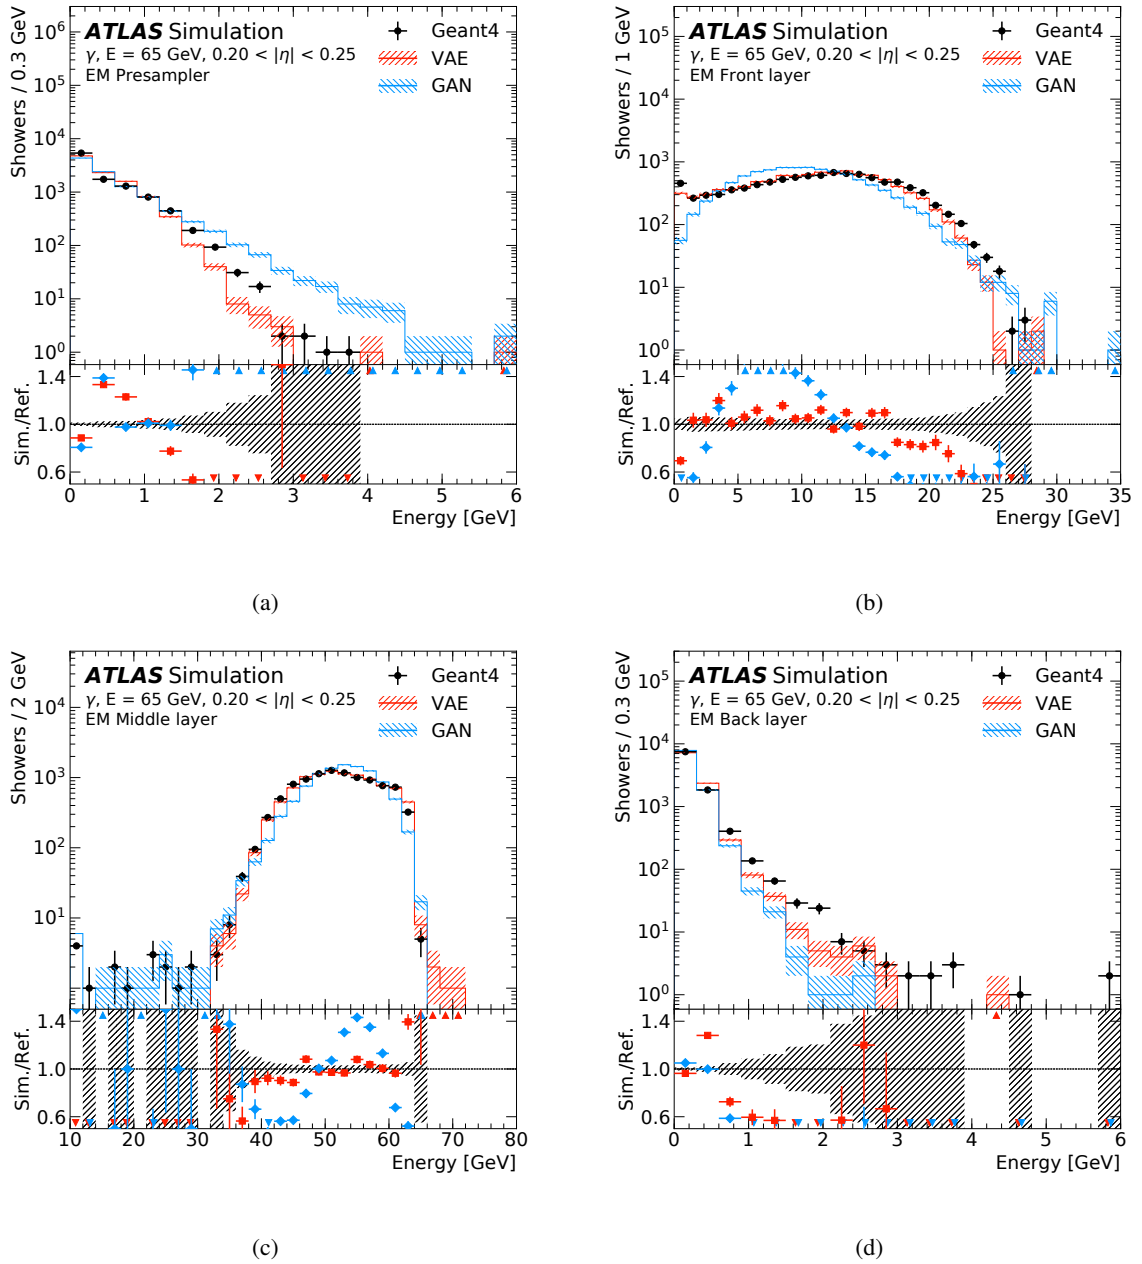 ATLAS Simulation
γ, E = 65 GeV, 0.20 < |η| < 0.25
EM Presampler
Geant4
VAE
GAN
Showers / 0.3 GeV
10⁶
10⁵
10⁴
10³
10²
10¹
10⁰
Sim./Ref.
1.4
1.0
0.6
0 1 2 3 4 5 6
Energy [GeV]
(a)
ATLAS Simulation
γ, E = 65 GeV, 0.20 < |η| < 0.25
EM Front layer
Geant4
VAE
GAN
Showers / 1 GeV
10⁵
10⁴
10³
10²
10¹
10⁰
Sim./Ref.
1.4
1.0
0.6
0 5 10 15 20 25 30 35
Energy [GeV]
(b)
ATLAS Simulation
γ, E = 65 GeV, 0.20 < |η| < 0.25
EM Middle layer
Geant4
VAE
GAN
Showers / 2 GeV
10⁴
10³
10²
10¹
Sim./Ref.
1.4
1.0
0.6
10 20 30 40 50 60 70 80
Energy [GeV]
(c)
ATLAS Simulation
γ, E = 65 GeV, 0.20 < |η| < 0.25
EM Back layer
Geant4
VAE
GAN
Showers / 0.3 GeV
10⁵
10⁴
10³
10²
10¹
10⁰
Sim./Ref.
1.4
1.0
0.6
0 1 2 3 4 5 6
Energy [GeV]
(d)